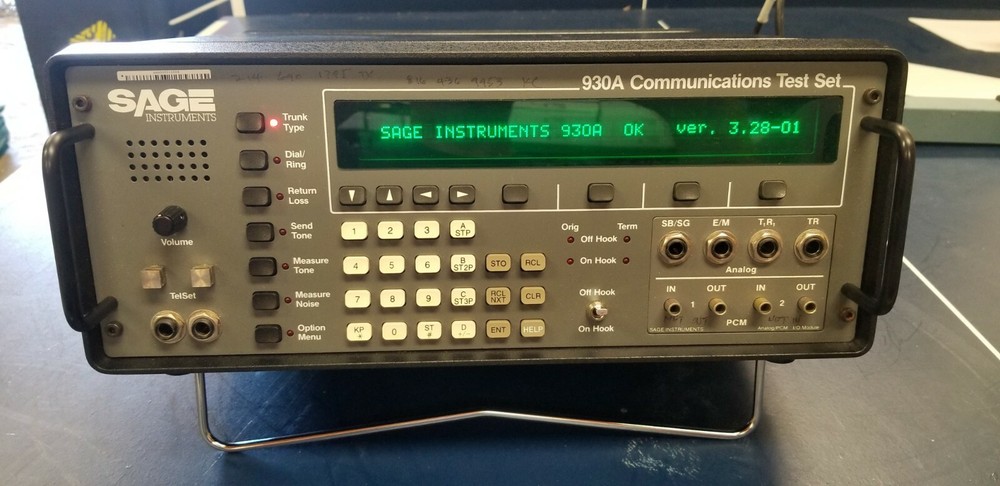 SAGE
INSTRUMENTS
930A Communications Test Set
SAGE INSTRUMENTS 930A OK ver. 3.28-01
Trunk
Type
Dial/
Ring
Return
Loss
Send
Tone
Measure
Tone
Measure
Noise
Option
Menu
Volume
TelSet
1 2 3 A
STP
4 5 6 B
ST2P STO RCL
7 8 9 C
ST3P RCL
NXT CLR
KP
* 0 ST
# D
+/- ENT HELP
Orig Term
Off Hook
On Hook
Off Hook
On Hook
SB/SG E/M T₁R₁ TR
Analog
IN OUT IN OUT
1 2
PCM
SAGE INSTRUMENTS Analog/PCM I/O Module